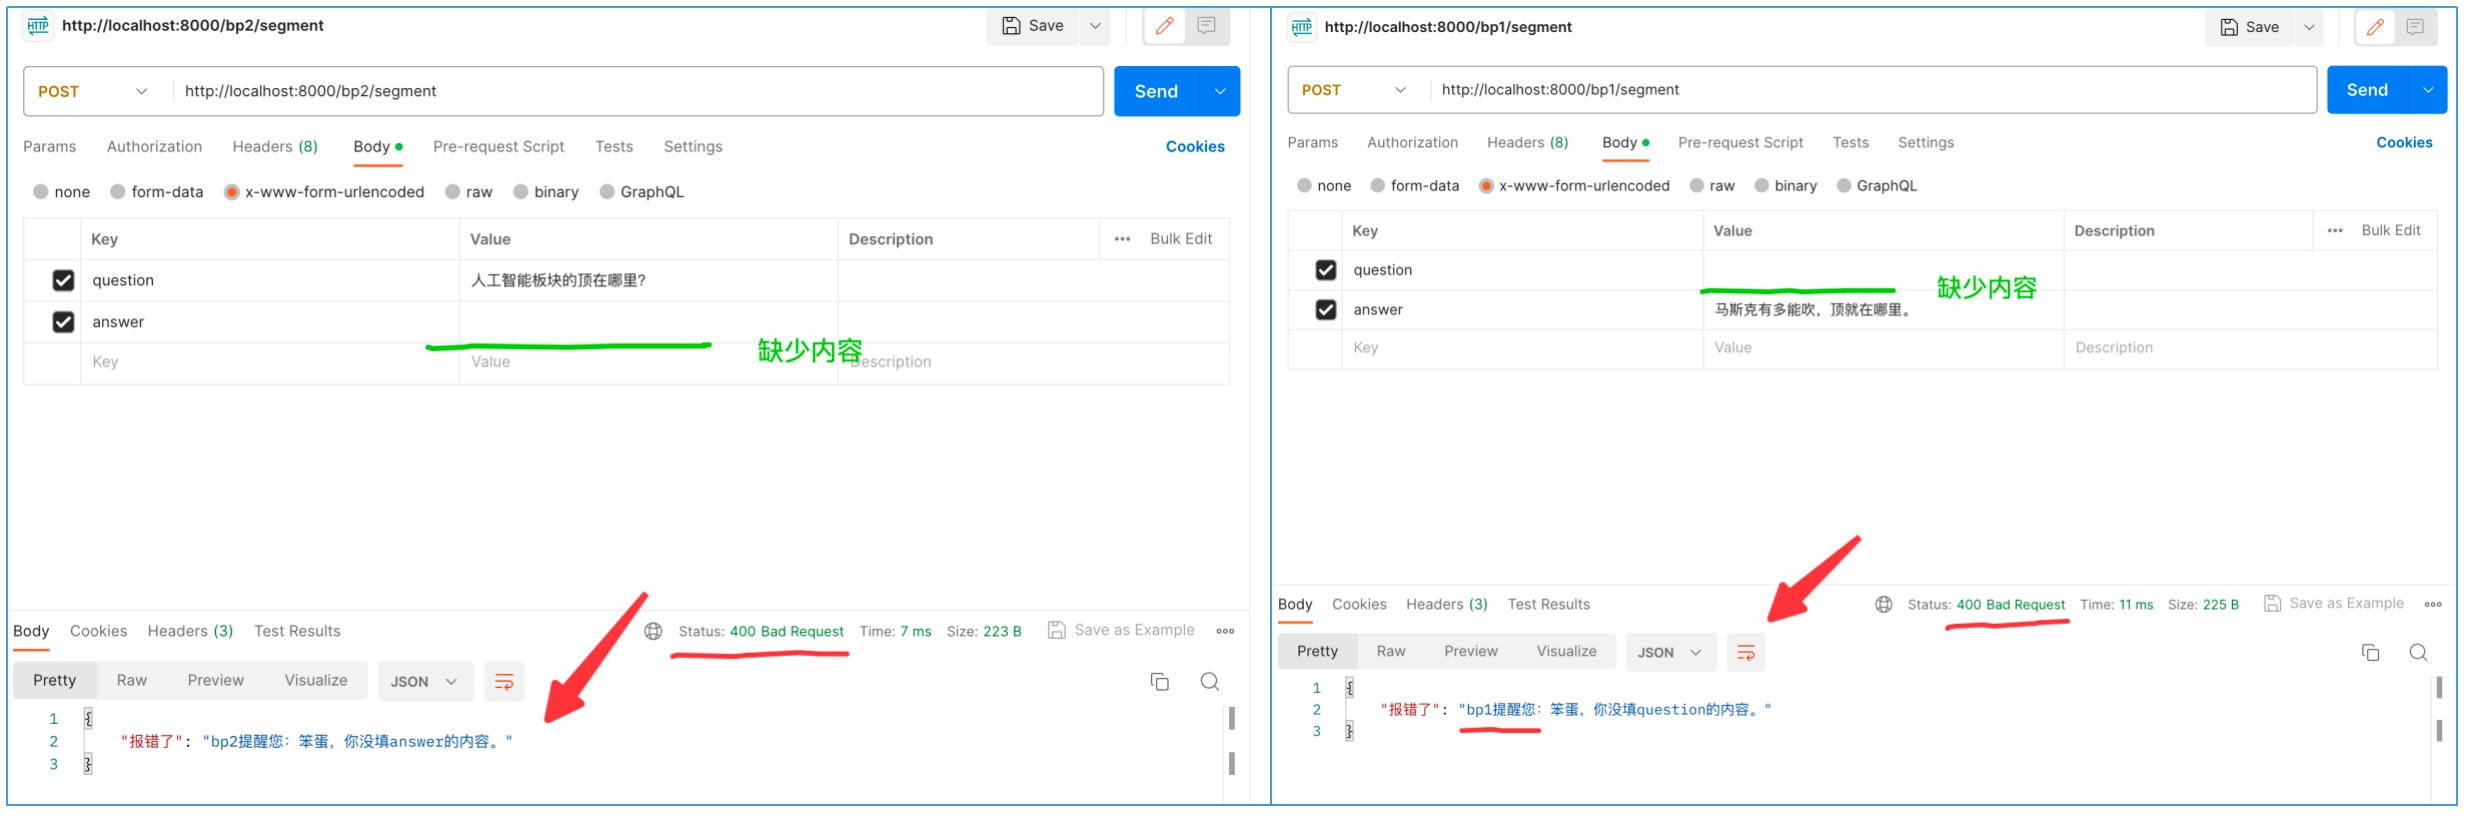 HTTP http://localhost:8000/bp2/segment Save
POST http://localhost:8000/bp2/segment Send
Params Authorization Headers (8) Body Pre-request Script Tests Settings Cookies
none form-data x-www-form-urlencoded raw binary GraphQL
Key Value Description ••• Bulk Edit
question 人工智能板块的顶在哪里?
answer
缺少内容
Key Value Description
Body Cookies Headers (3) Test Results Status: 400 Bad Request Time: 7 ms Size: 223 B Save as Example
Pretty Raw Preview Visualize JSON
1 {
2 "报错了": "bp2提醒您: 笨蛋, 你没填answer的内容。"
3 }
HTTP http://localhost:8000/bp1/segment Save
POST http://localhost:8000/bp1/segment Send
Params Authorization Headers (8) Body Pre-request Script Tests Settings Cookies
none form-data x-www-form-urlencoded raw binary GraphQL
Key Value Description ••• Bulk Edit
question
缺少内容
answer 马斯克有多能吹，顶就在哪里。
Key Value Description
Body Cookies Headers (3) Test Results Status: 400 Bad Request Time: 11 ms Size: 225 B Save as Example
Pretty Raw Preview Visualize JSON
1 {
2 "报错了": "bp1提醒您: 笨蛋, 你没填question的内容。"
3 }